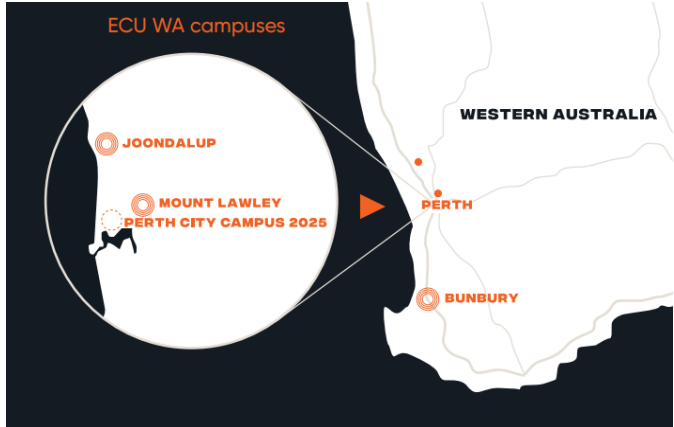 ECU WA campuses
WESTERN AUSTRALIA
JOONDALUP
MOUNT LAWLEY
PERTH CITY CAMPUS 2025
PERTH
BUNBURY